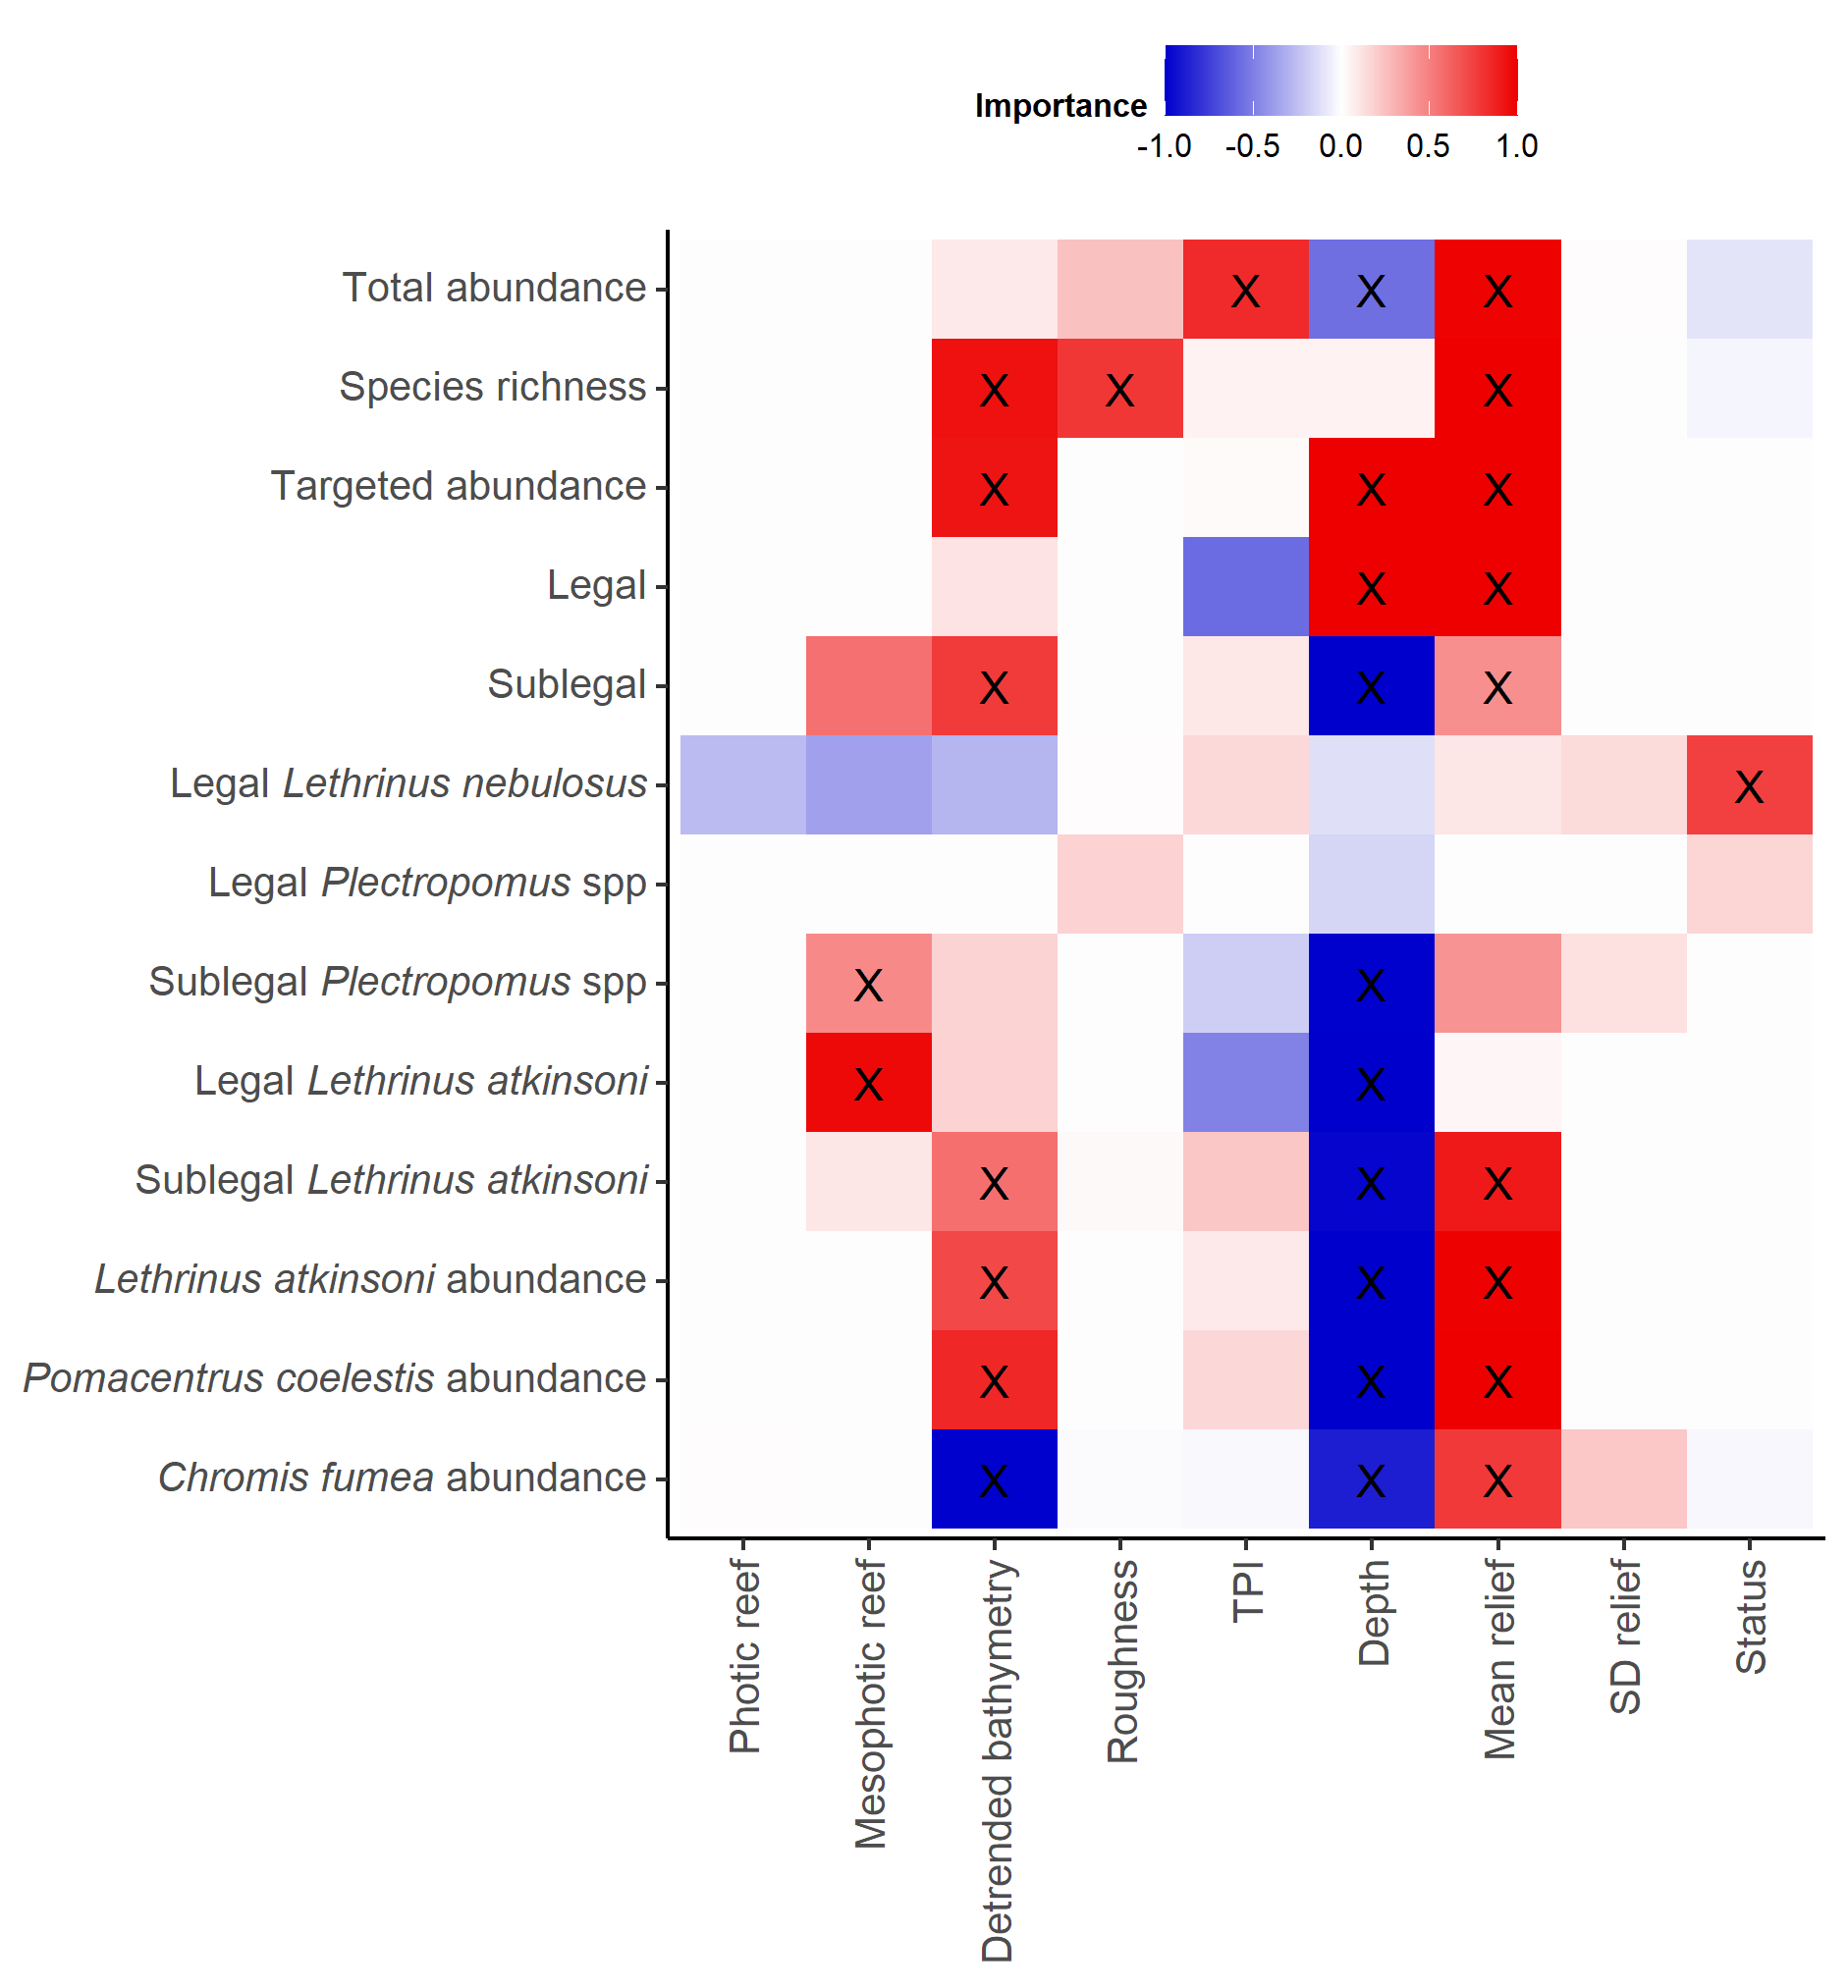 Importance
-1.0 -0.5 0.0 0.5 1.0
Total abundance X X X
Species richness X X X
Targeted abundance X X X
Legal X X
Sublegal X X X
Legal Lethrinus nebulosus X
Legal Plectropomus spp
Sublegal Plectropomus spp X X
Legal Lethrinus atkinsoni X X
Sublegal Lethrinus atkinsoni X X X
Lethrinus atkinsoni abundance X X X
Pomacentrus coelestis abundance X X X
Chromis fumea abundance X X X
Photic reef
Mesophotic reef
Detrended bathymetry
Roughness
TPI
Depth
Mean relief
SD relief
Status